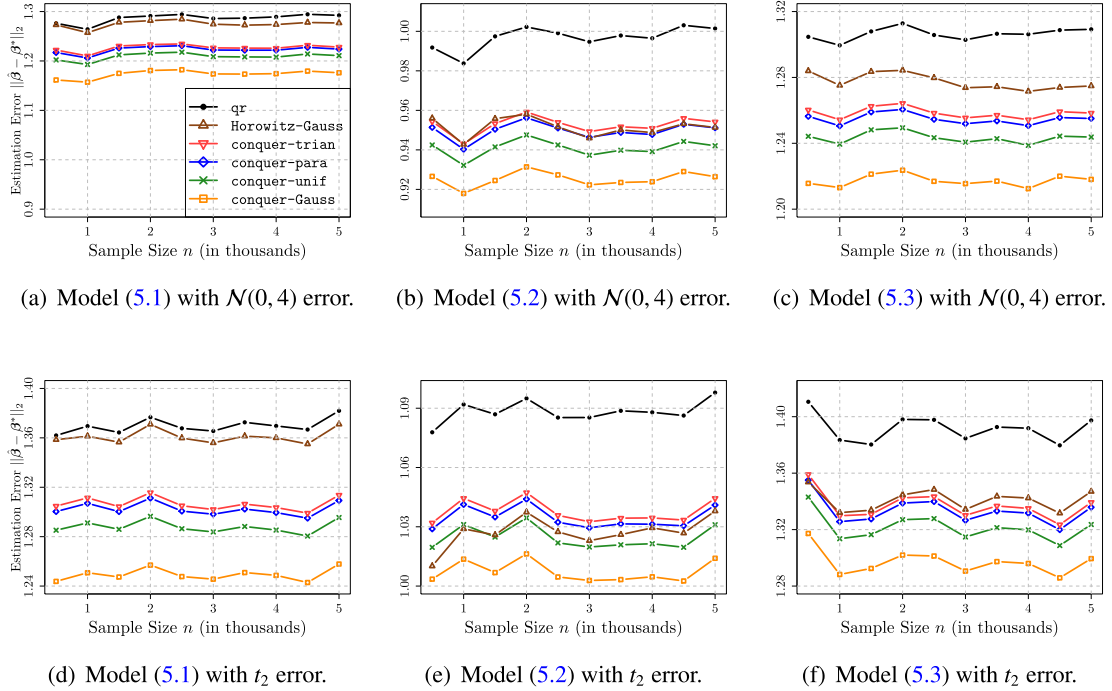 Estimation Error ||β̂ − β*||₂
0.9 1.0 1.1 1.2 1.3
qr
Horowitz-Gauss
conquer-trian
conquer-para
conquer-unif
conquer-Gauss
1 2 3 4 5
Sample Size n (in thousands)
(a) Model (5.1) with N(0, 4) error.
0.92 0.94 0.96 0.98 1.00
1 2 3 4 5
Sample Size n (in thousands)
(b) Model (5.2) with N(0, 4) error.
1.20 1.24 1.28 1.32
1 2 3 4 5
Sample Size n (in thousands)
(c) Model (5.3) with N(0, 4) error.
Estimation Error ||β̂ − β*||₂
1.24 1.28 1.32 1.36 1.40
1 2 3 4 5
Sample Size n (in thousands)
(d) Model (5.1) with t₂ error.
1.00 1.03 1.06 1.09
1 2 3 4 5
Sample Size n (in thousands)
(e) Model (5.2) with t₂ error.
1.28 1.32 1.36 1.40
1 2 3 4 5
Sample Size n (in thousands)
(f) Model (5.3) with t₂ error.